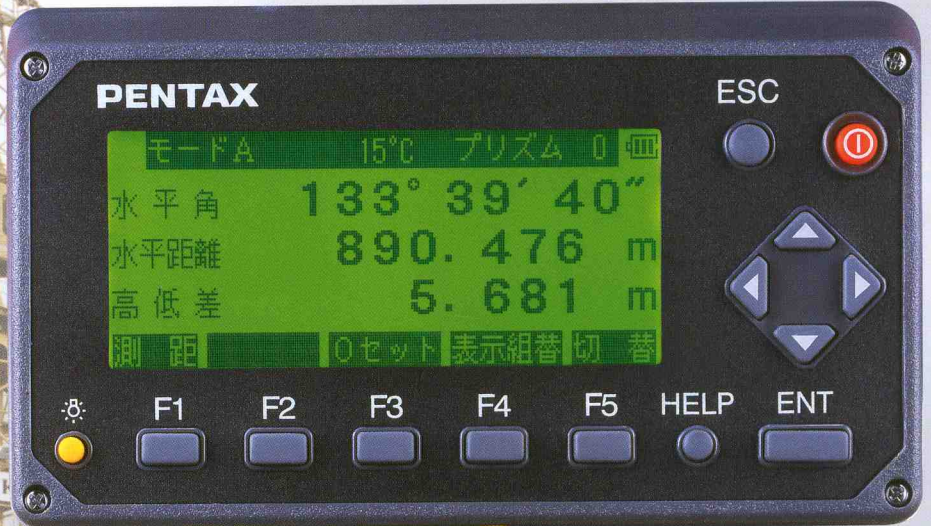 PENTAX
ESC
モードA 15℃ プリズム 0
水平角 133° 39′ 40″
水平距離 890.476 m
高低差 5.681 m
測距 0セット 表示組替 切替
F1 F2 F3 F4 F5 HELP ENT